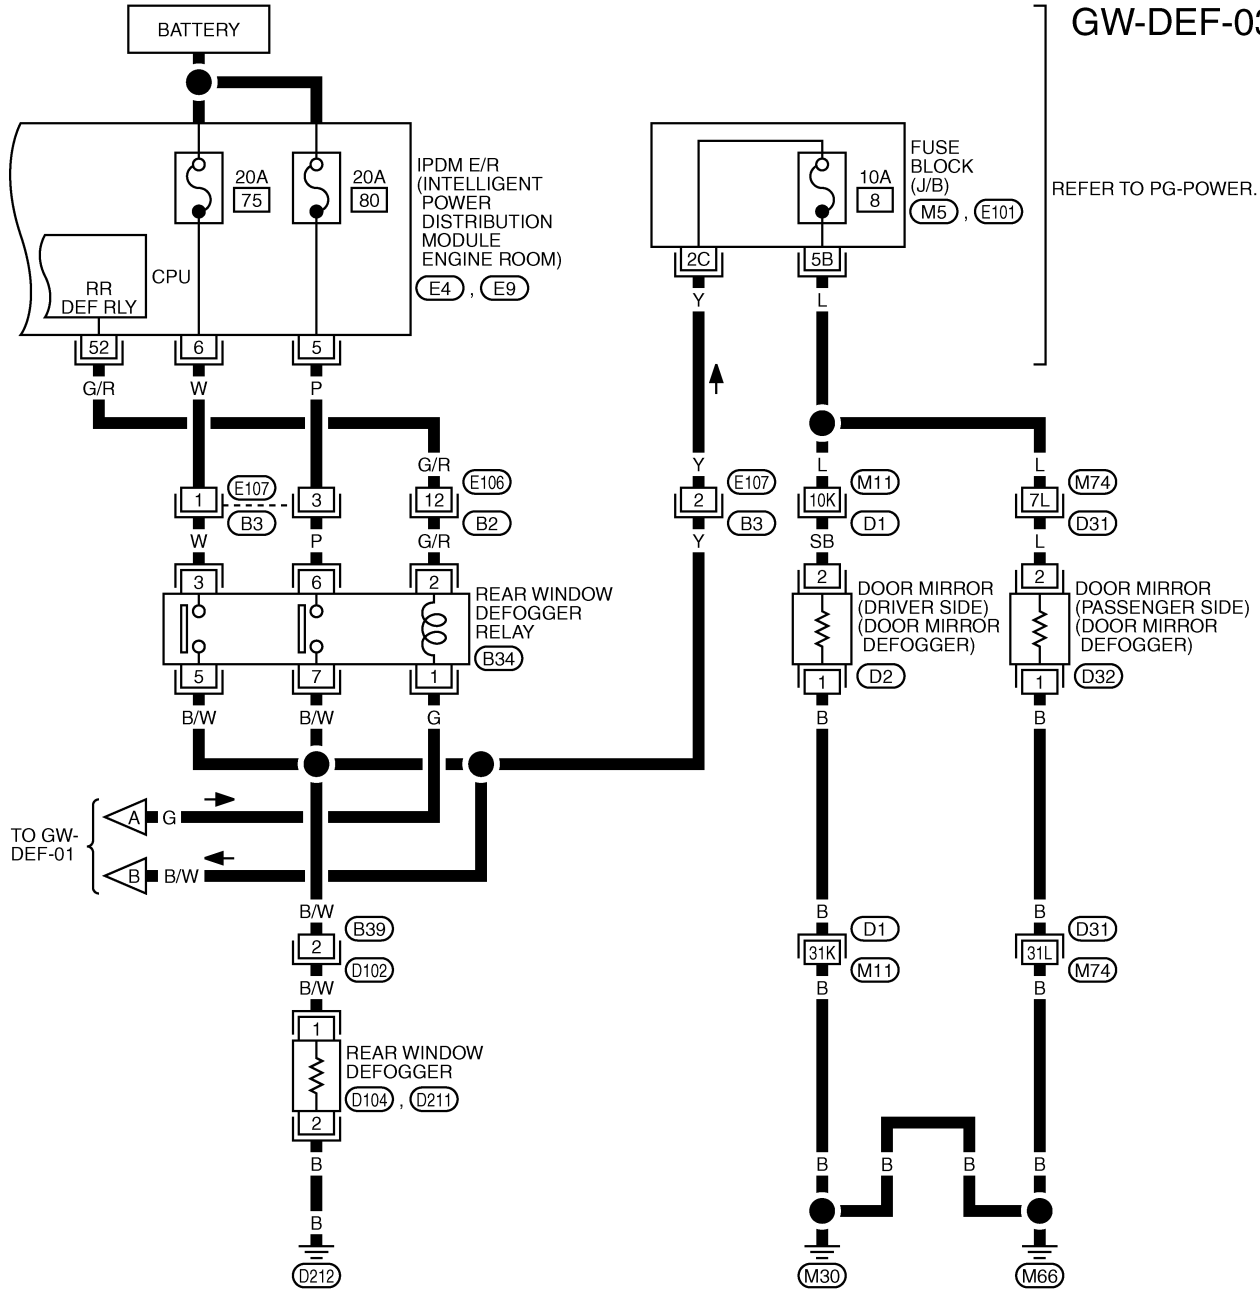 GW-DEF-03
BATTERY
20A
75
20A
80
IPDM E/R
(INTELLIGENT
POWER
DISTRIBUTION
MODULE
ENGINE ROOM)
E4 , E9
CPU
RR
DEF RLY
52
6
5
G/R
W
P
10A
8
FUSE
BLOCK
(J/B)
M5 , E101
REFER TO PG-POWER.
2C
5B
Y
L
G/R
Y
L
L
1
E107
B3
3
12
E106
B2
2
E107
B3
10K
M11
D1
7L
M74
D31
W
P
G/R
Y
SB
L
3
6
2
REAR WINDOW
DEFOGGER
RELAY
B34
5
7
1
2
DOOR MIRROR
(DRIVER SIDE)
(DOOR MIRROR
DEFOGGER)
D2
1
2
DOOR MIRROR
(PASSENGER SIDE)
(DOOR MIRROR
DEFOGGER)
D32
1
B/W
B/W
G
B
B
TO GW-
DEF-01
A
G
B
B/W
B/W
B39
2
D102
B/W
1
REAR WINDOW
DEFOGGER
D104 , D211
2
B
B
D212
B
B
31K
D1
M11
31L
D31
M74
B
B
B
B
B
B
M30
M66